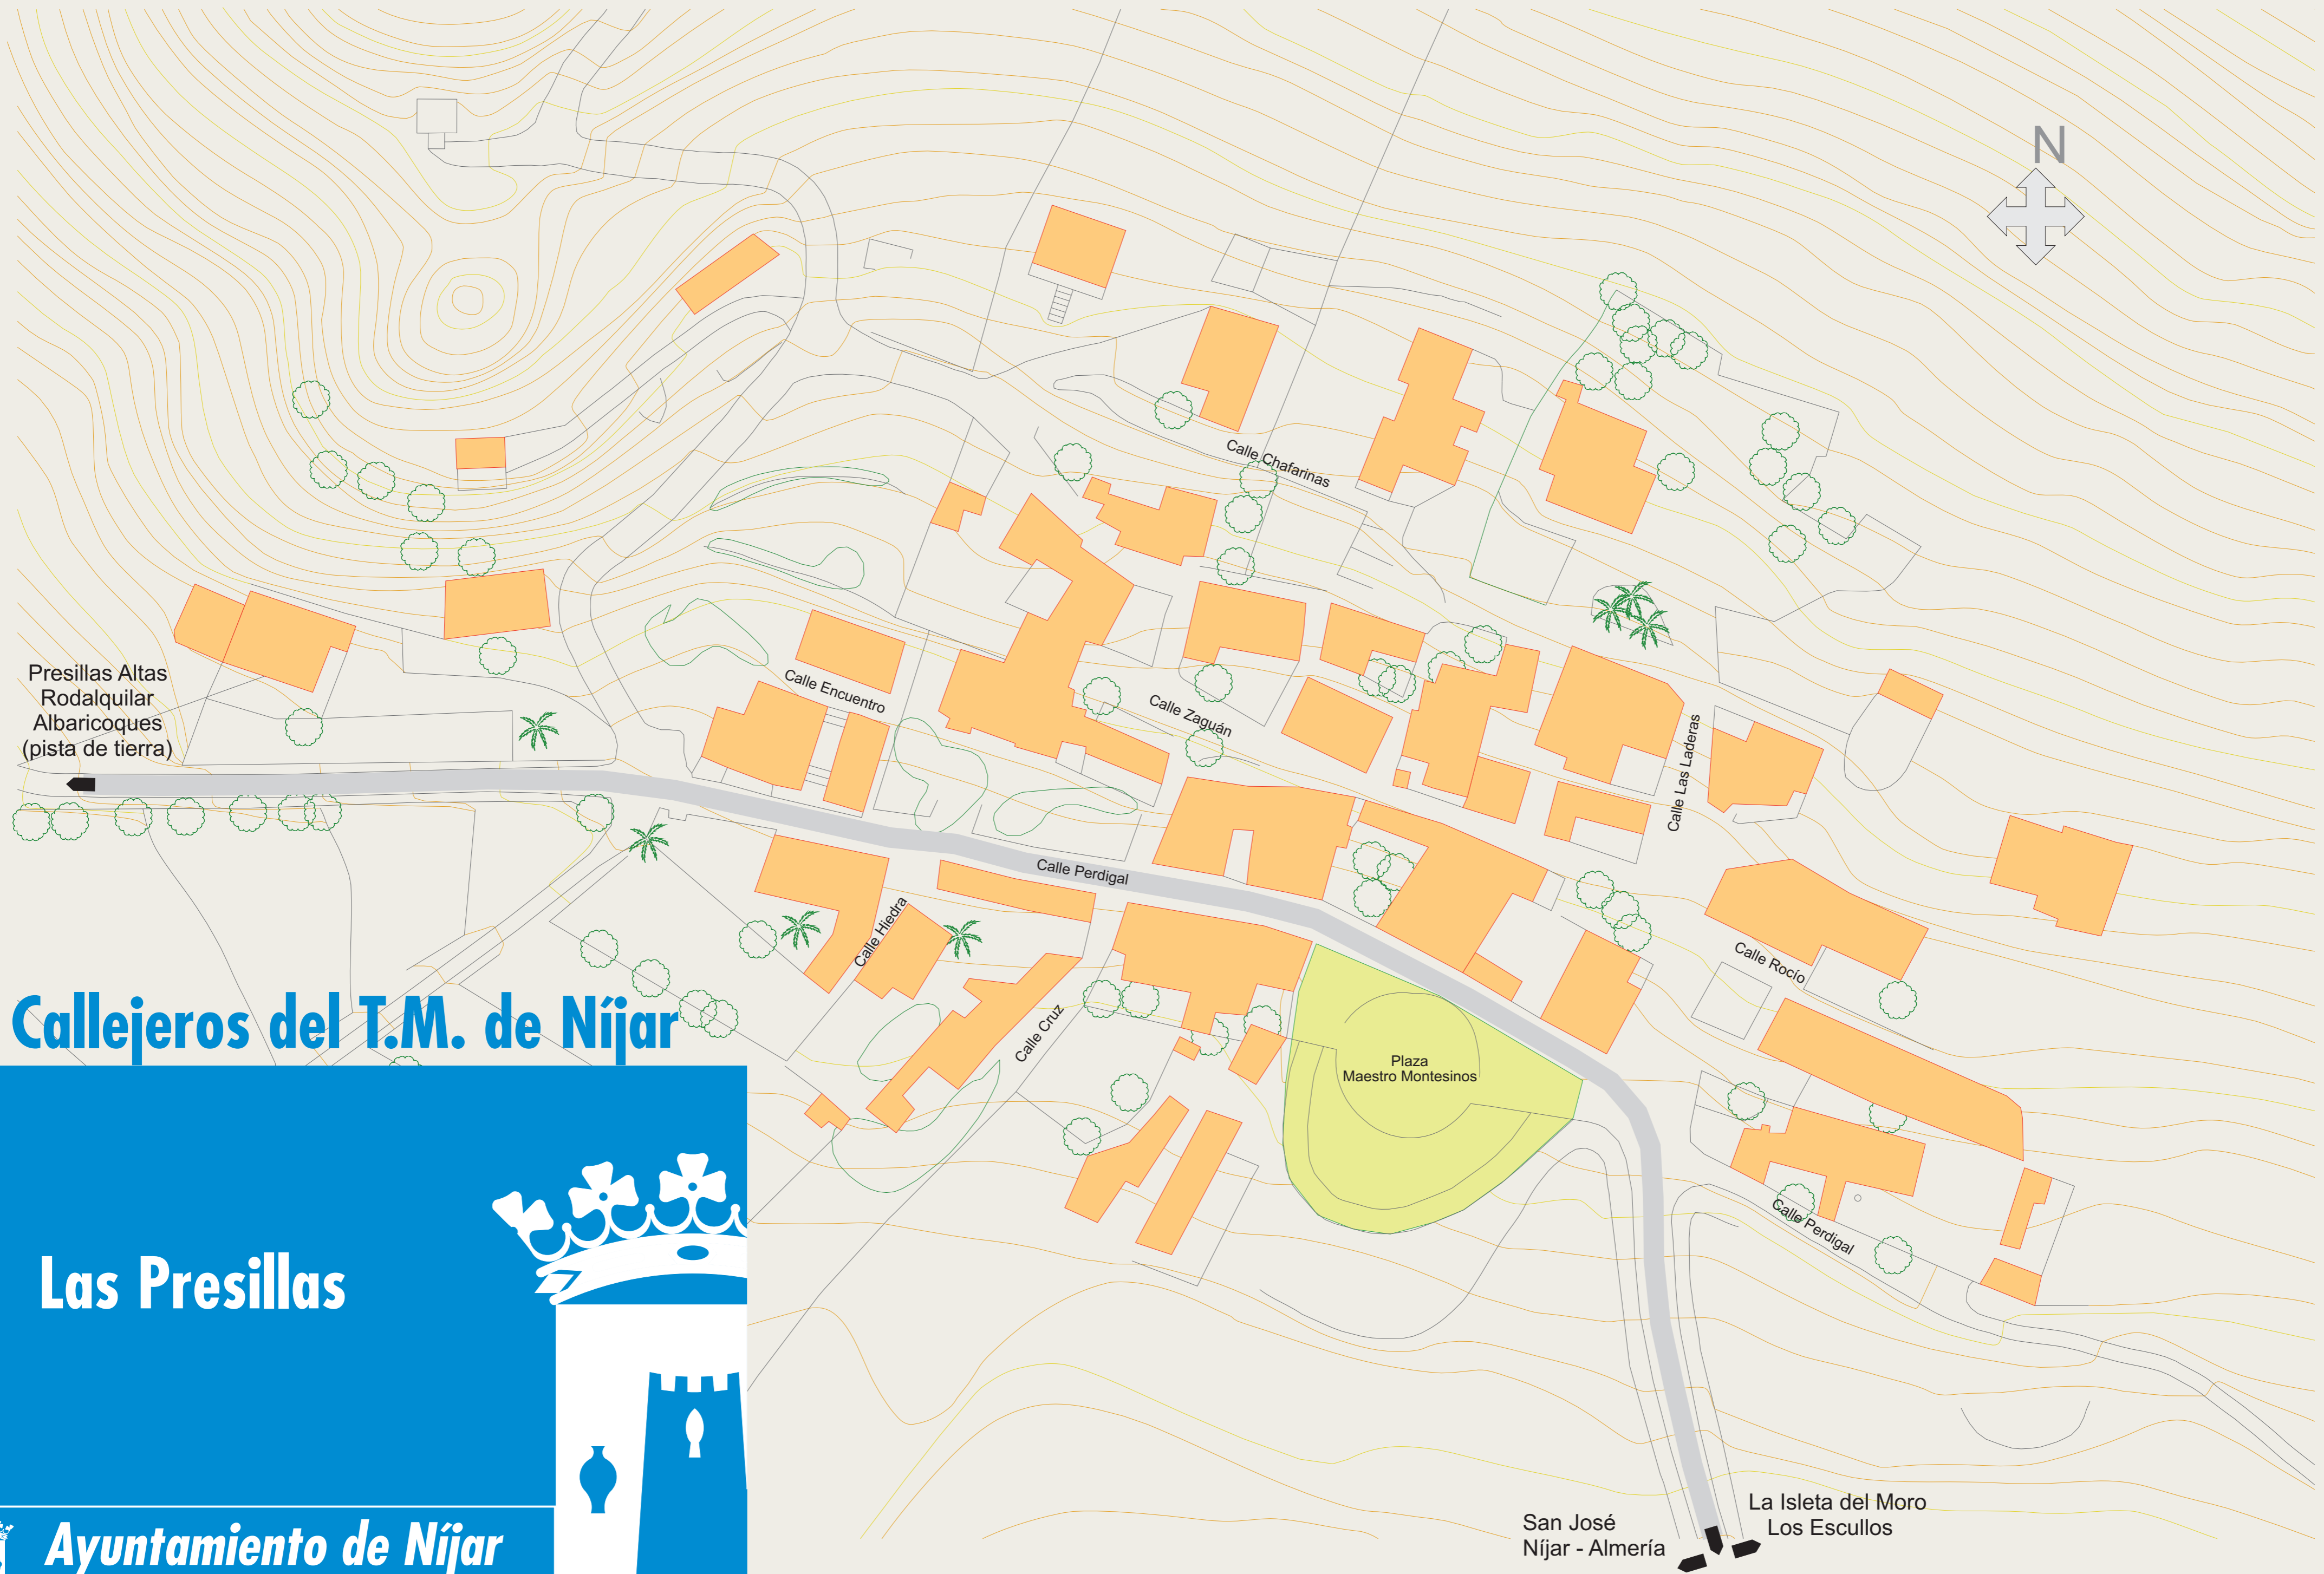 N
Calle Chafarinas
Presillas Altas
Rodalquilar
Albaricoques
(pista de tierra)
Calle Encuentro
Calle Zaguán
Calle Las Laderas
Calle Perdigal
Calle Hiedra
Calle Rocío
Calle Cruz
Plaza
Maestro Montesinos
Calle Perdigal
Callejeros del T.M. de Níjar
Las Presillas
Ayuntamiento de Níjar
San José
Níjar - Almería
La Isleta del Moro
Los Escullos